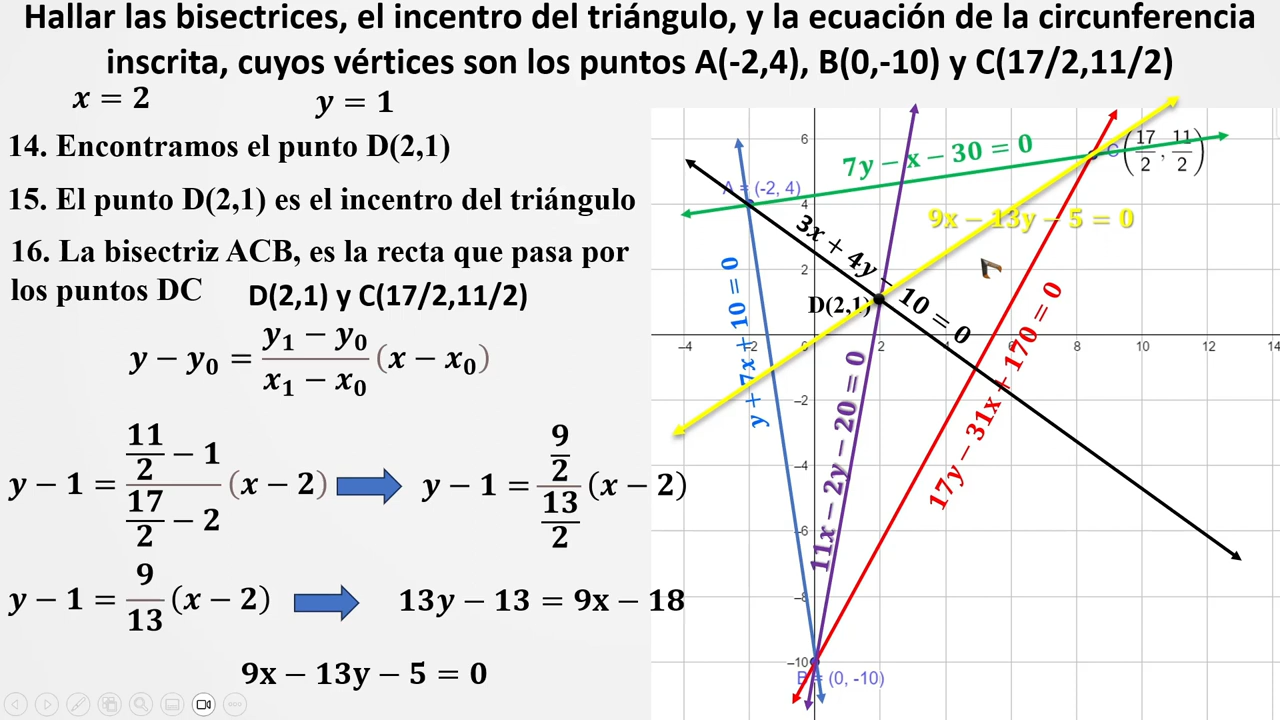 Hallar las bisectrices, el incentro del triángulo, y la ecuación de la circunferencia
inscrita, cuyos vértices son los puntos A(-2,4), B(0,-10) y C(17/2,11/2)
x = 2
y = 1
14. Encontramos el punto D(2,1)
15. El punto D(2,1) es el incentro del triángulo
16. La bisectriz ACB, es la recta que pasa por
los puntos DC
D(2,1) y C(17/2,11/2)
y − y₀ = (y₁ − y₀)/(x₁ − x₀) (x − x₀)
y − 1 = (11/2 − 1)/(17/2 − 2) (x − 2)
y − 1 = (9/2)/(13/2) (x − 2)
y − 1 = 9/13 (x − 2)
13y − 13 = 9x − 18
9x − 13y − 5 = 0
7y − x − 30 = 0
C (17/2, 11/2)
A = (-2, 4)
9x − 13y − 5 = 0
3x + 4y − 10 = 0
D(2,1)
y + 7x + 10 = 0
11x − 2y − 20 = 0
17y − 31x + 170 = 0
B = (0, -10)
6
4
2
−4 −2 0 2 6 8 10 12 14
−2
−4
−6
−8
−10